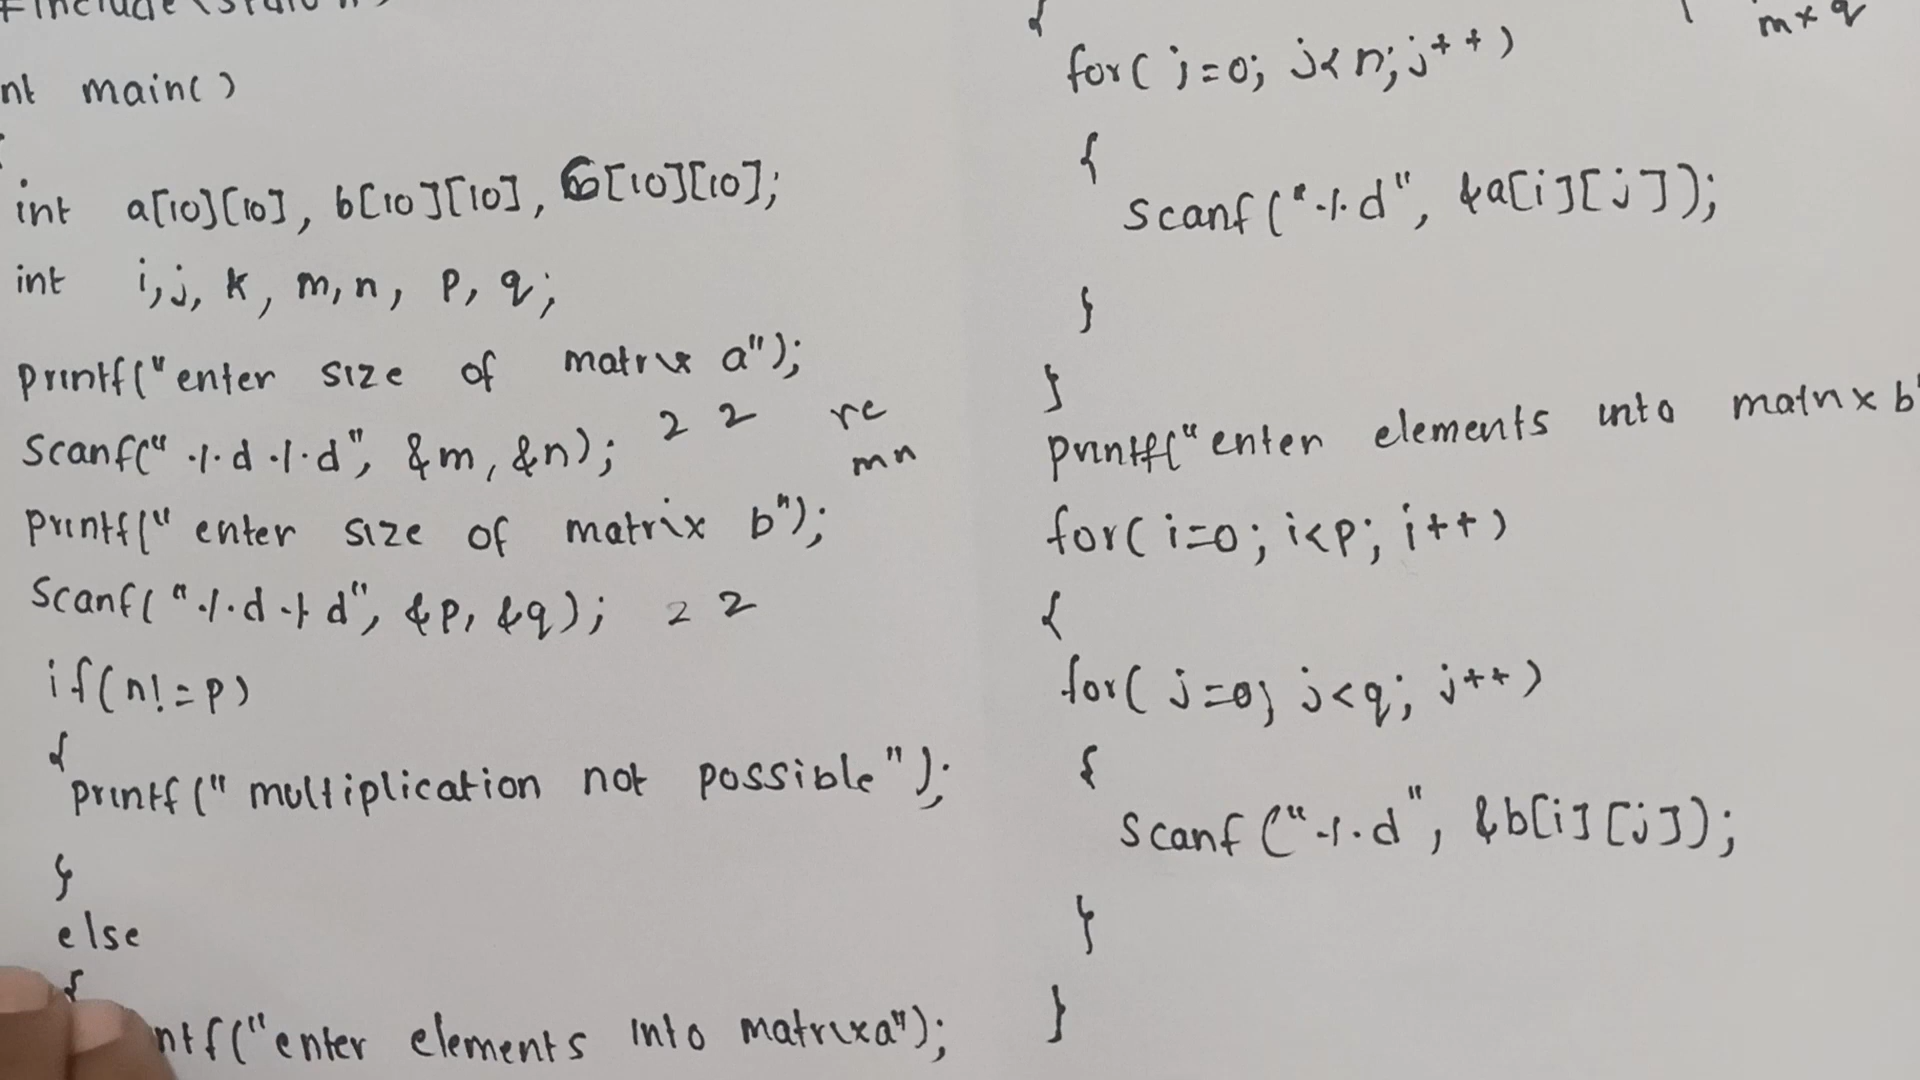 #include<stdio.h>
nt main()
{
int a[10][10], b[10][10], c[10][10];
int i,j, k, m,n, p, q;
printf("enter size of matrix a");
scanf("%d%d", &m, &n); 2 2 rc
mn
printf(" enter size of matrix b");
scanf("%d%d", &p, &q); 2 2
if(n!=p)
{
printf(" multiplication not possible");
}
else
{
ntf("enter elements into matrixa");
m*q
{
for(j=0; j<n; j++)
{
scanf("%d", &a[i][j]);
}
}
printf("enter elements into matrix b"
for(i=0; i<p; i++)
{
for(j=0; j<q; j++)
{
scanf("%d", &b[i][j]);
}
}